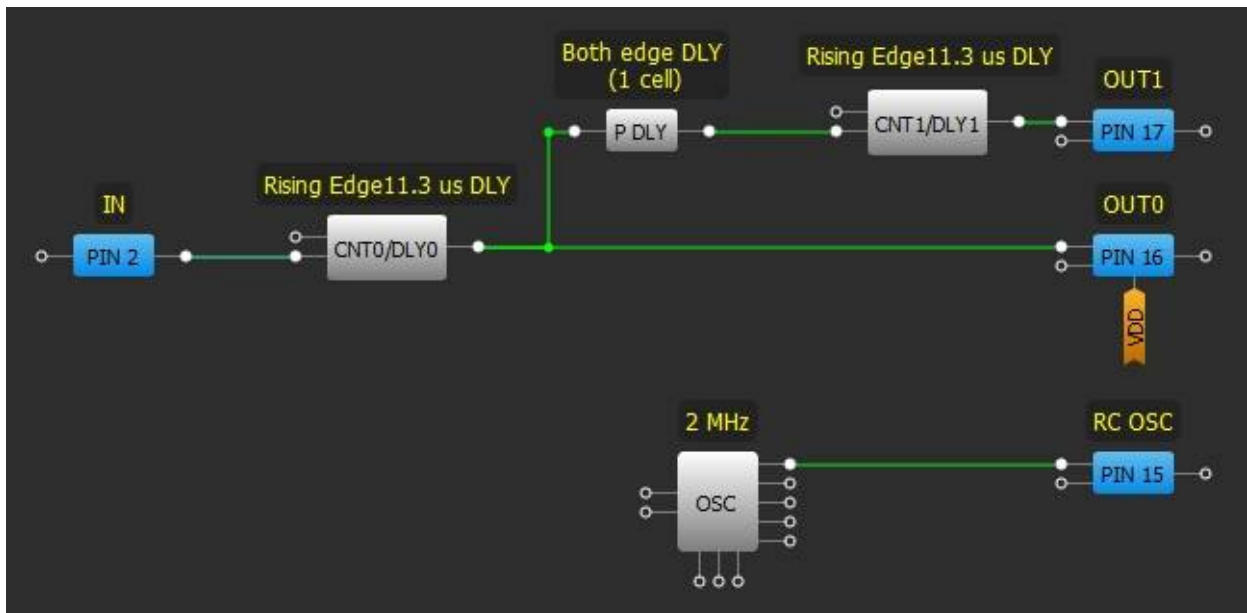 Both edge DLY
(1 cell)
Rising Edge11.3 us DLY
OUT1
P DLY
CNT1/DLY1
PIN 17
IN
Rising Edge11.3 us DLY
OUT0
PIN 2
CNT0/DLY0
PIN 16
VDD
2 MHz
RC OSC
OSC
PIN 15